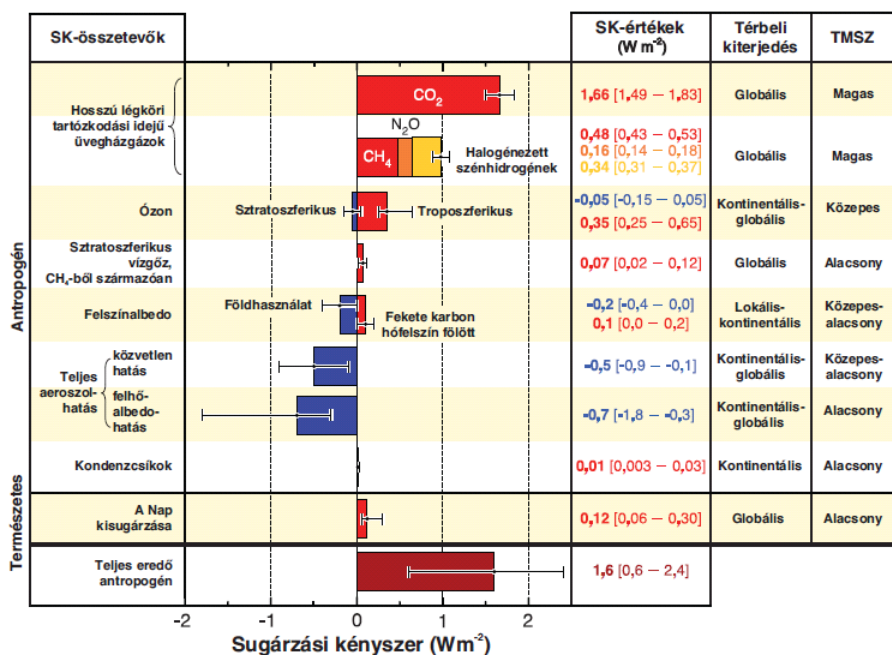 SK-összetevők
SK-értékek
(W m⁻²)
Térbeli
kiterjedés
TMSZ
Antropogén
Hosszú légköri
tartózkodási idejű
üvegházgázok
CO₂
1,66 [1,49 – 1,83]
Globális
Magas
N₂O
CH₄
Halogénezett
szénhidrogének
0,48 [0,43 – 0,53]
0,16 [0,14 – 0,18]
0,34 [0,31 – 0,37]
Globális
Magas
Ózon
Sztratoszferikus
Troposzferikus
-0,05 [-0,15 – 0,05]
0,35 [0,25 – 0,65]
Kontinentális-
globális
Közepes
Sztratoszferikus
vízgőz,
CH₄-ből származóan
0,07 [0,02 – 0,12]
Globális
Alacsony
Felszínalbedo
Földhasználat
Fekete karbon
hófelszín fölött
-0,2 [-0,4 – 0,0]
0,1 [0,0 – 0,2]
Lokális-
kontinentális
Közepes-
alacsony
Teljes
aeroszol-
hatás
közvetlen
hatás
-0,5 [-0,9 – -0,1]
Kontinentális-
globális
Közepes-
alacsony
felhő-
albedo-
hatás
-0,7 [-1,8 – -0,3]
Kontinentális-
globális
Alacsony
Kondenzcsíkok
0,01 [0,003 – 0,03]
Kontinentális
Alacsony
Természetes
A Nap
kisugárzása
0,12 [0,06 – 0,30]
Globális
Alacsony
Teljes eredő
antropogén
1,6 [0,6 – 2,4]
-2 -1 0 1 2
Sugárzási kényszer (Wm⁻²)